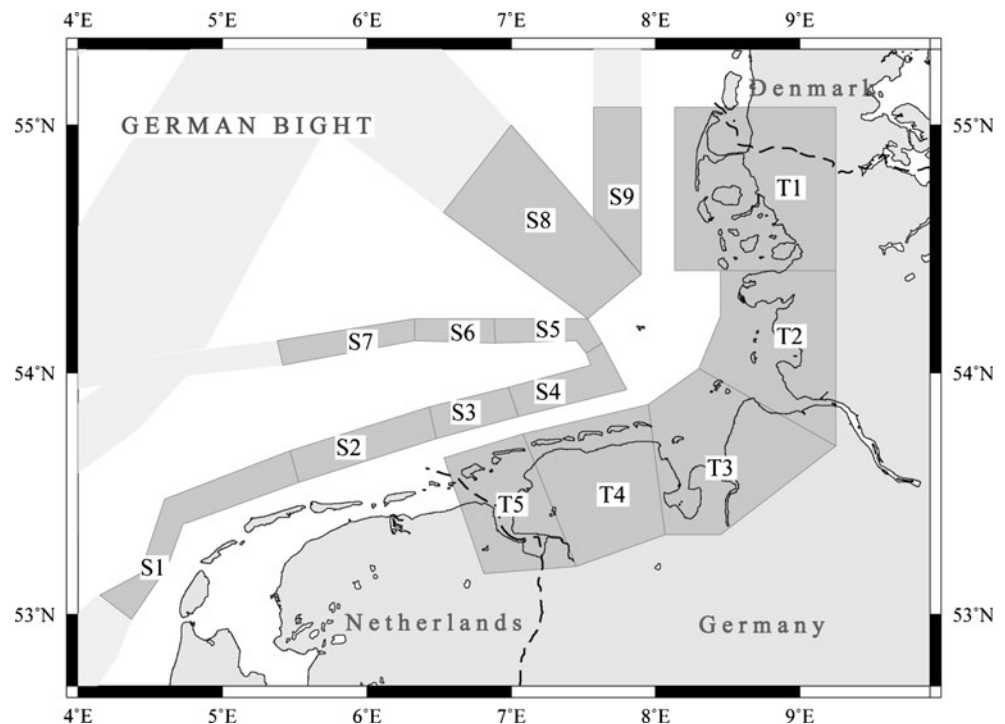 4°E 5°E 6°E 7°E 8°E 9°E
Denmark
55°N GERMAN BIGHT 55°N
T1
S9
S8
S5
S6
S7
T2
54°N 54°N
S4
S3
S2
T3
T4
T5
S1
53°N Netherlands Germany 53°N
4°E 5°E 6°E 7°E 8°E 9°E